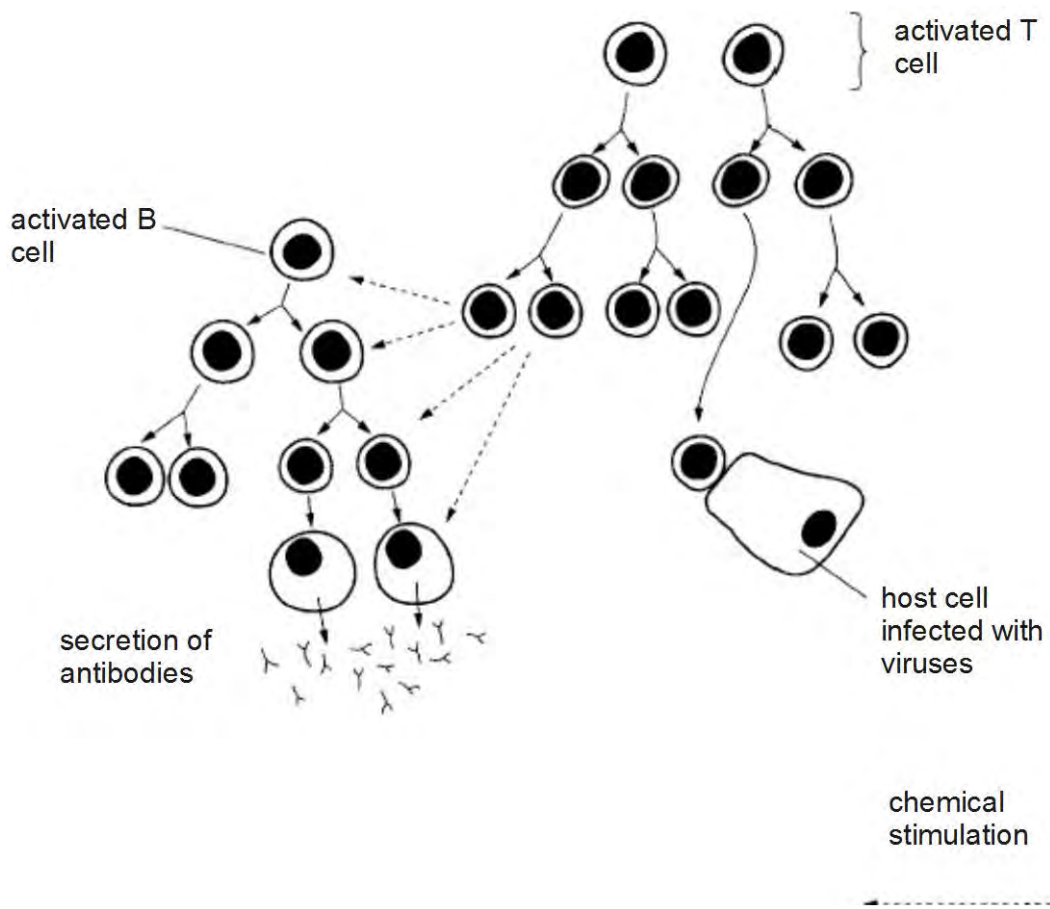 activated T
cell
activated B
cell
secretion of
antibodies
host cell
infected with
viruses
chemical
stimulation